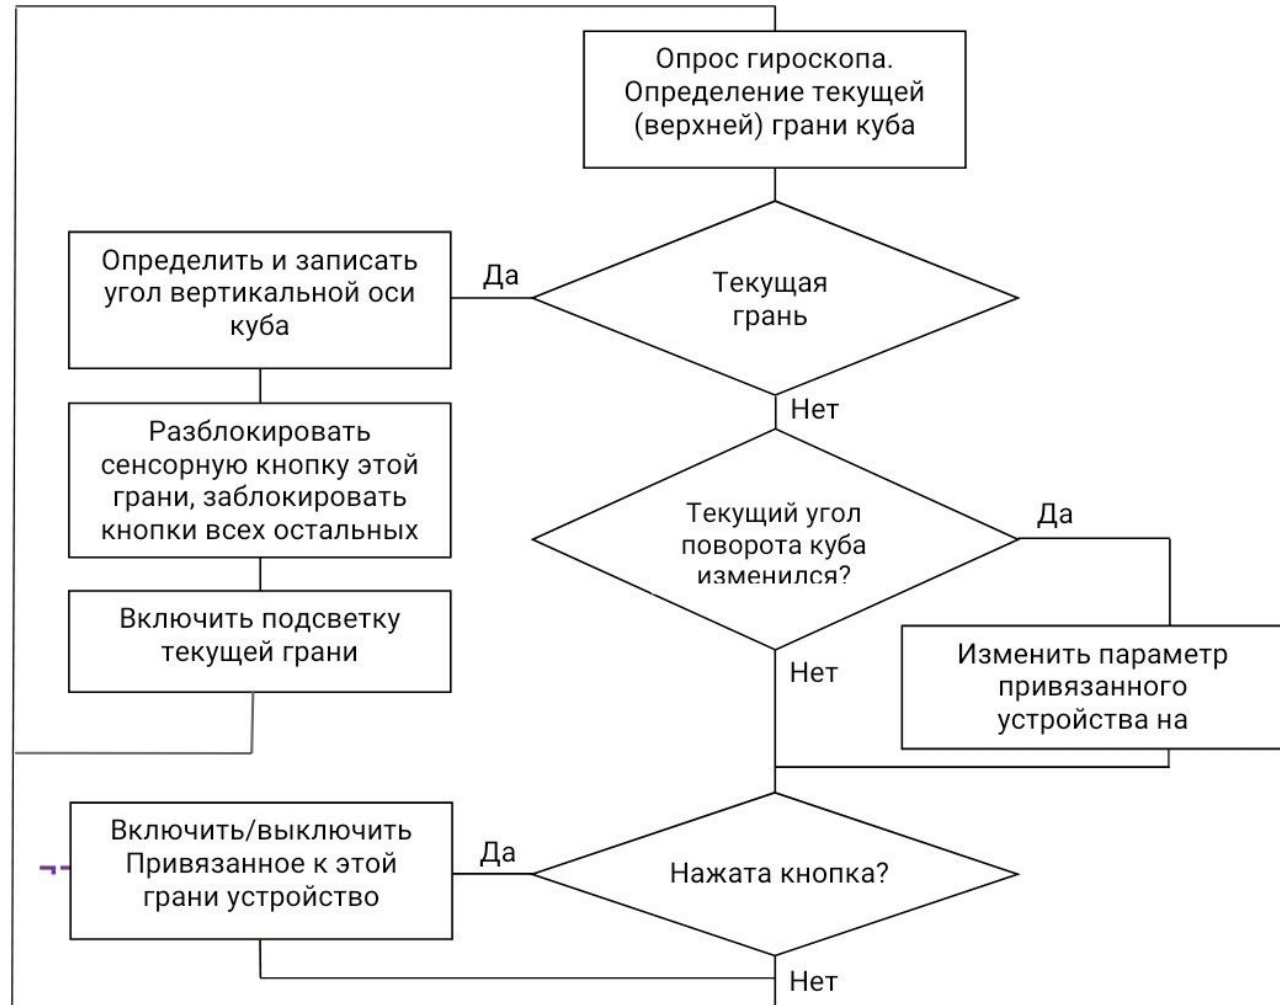 Опрос гироскопа.
Определение текущей
(верхней) грани куба
Определить и записать
угол вертикальной оси
куба
Да
Текущая
грань
Нет
Разблокировать
сенсорную кнопку этой
грани, заблокировать
кнопки всех остальных
Текущий угол
поворота куба
изменился?
Да
Включить подсветку
текущей грани
Нет
Изменить параметр
привязанного
устройства на
Включить/выключить
Привязанное к этой
грани устройство
Да
Нажата кнопка?
Нет